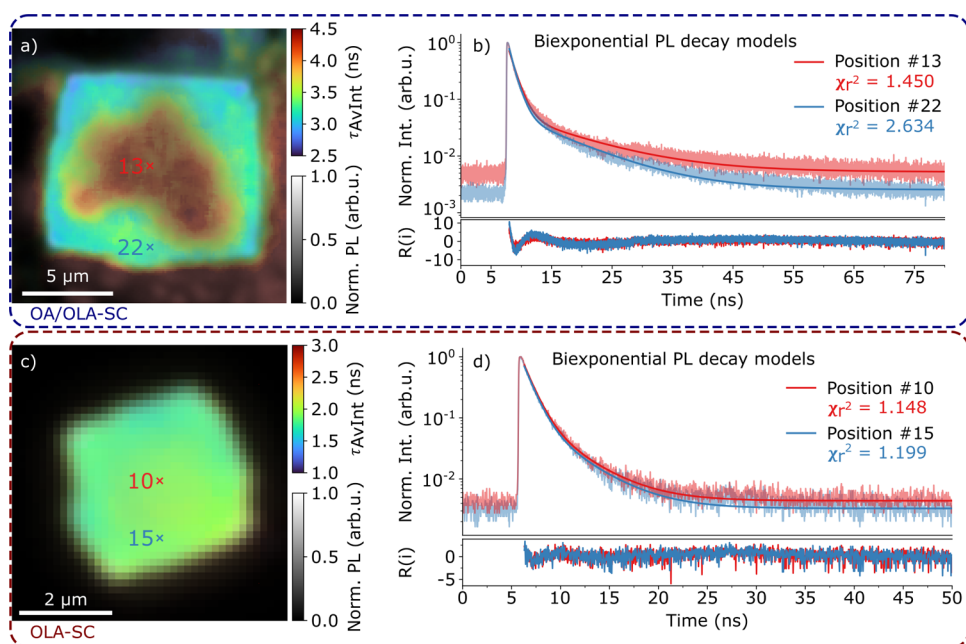 a)
13×
22×
5 µm
OA/OLA-SC
4.5
4.0
3.5
3.0
2.5
τAvInt (ns)
1.0
0.5
0.0
Norm. PL (arb.u.)
b)
Biexponential PL decay models
Position #13
χr² = 1.450
Position #22
χr² = 2.634
Norm. Int. (arb.u.)
10⁰
10⁻¹
10⁻²
10⁻³
R(i)
10
0
-10
0 5 15 25 35 45 55 65 75
Time (ns)
c)
10×
15×
2 µm
OLA-SC
3.0
2.5
2.0
1.5
1.0
τAvInt (ns)
1.0
0.5
0.0
Norm. PL (arb.u.)
d)
Biexponential PL decay models
Position #10
χr² = 1.148
Position #15
χr² = 1.199
Norm. Int. (arb.u.)
10⁰
10⁻¹
10⁻²
R(i)
0
-5
0 5 10 15 20 25 30 35 40 45 50
Time (ns)